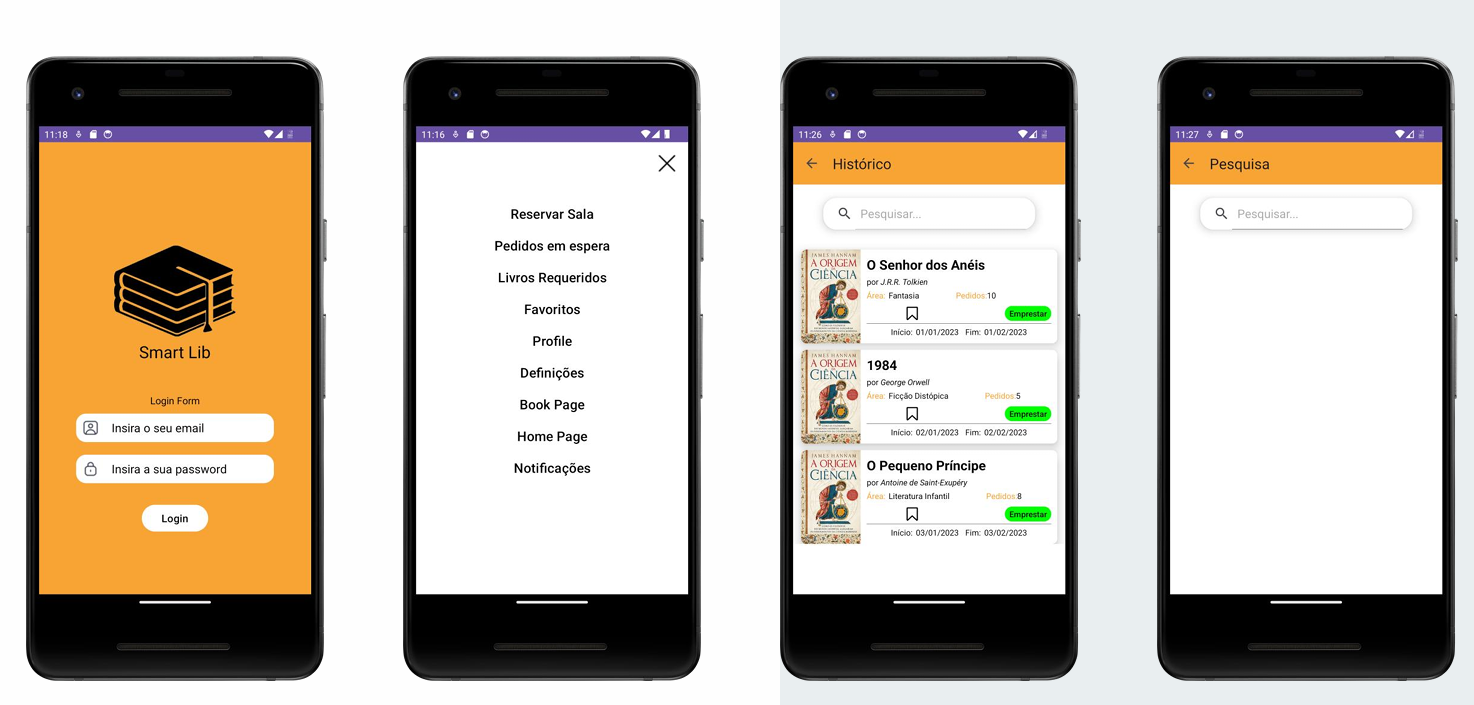 11:18
Smart Lib
Login Form
Insira o seu email
Insira a sua password
Login
11:16
Reservar Sala
Pedidos em espera
Livros Requeridos
Favoritos
Profile
Definições
Book Page
Home Page
Notificações
11:26
Histórico
Pesquisar...
JAMES HANNAM
A ORIGEM
CIÊNCIA
O Senhor dos Anéis
por J.R.R. Tolkien
Área: Fantasia Pedidos:10
Emprestar
Início: 01/01/2023 Fim: 01/02/2023
JAMES HANNAM
A ORIGEM
CIÊNCIA
1984
por George Orwell
Área: Ficção Distópica Pedidos:5
Emprestar
Início: 02/01/2023 Fim: 02/02/2023
JAMES HANNAM
A ORIGEM
CIÊNCIA
O Pequeno Príncipe
por Antoine de Saint-Exupéry
Área: Literatura Infantil Pedidos:8
Emprestar
Início: 03/01/2023 Fim: 03/02/2023
11:27
Pesquisa
Pesquisar...